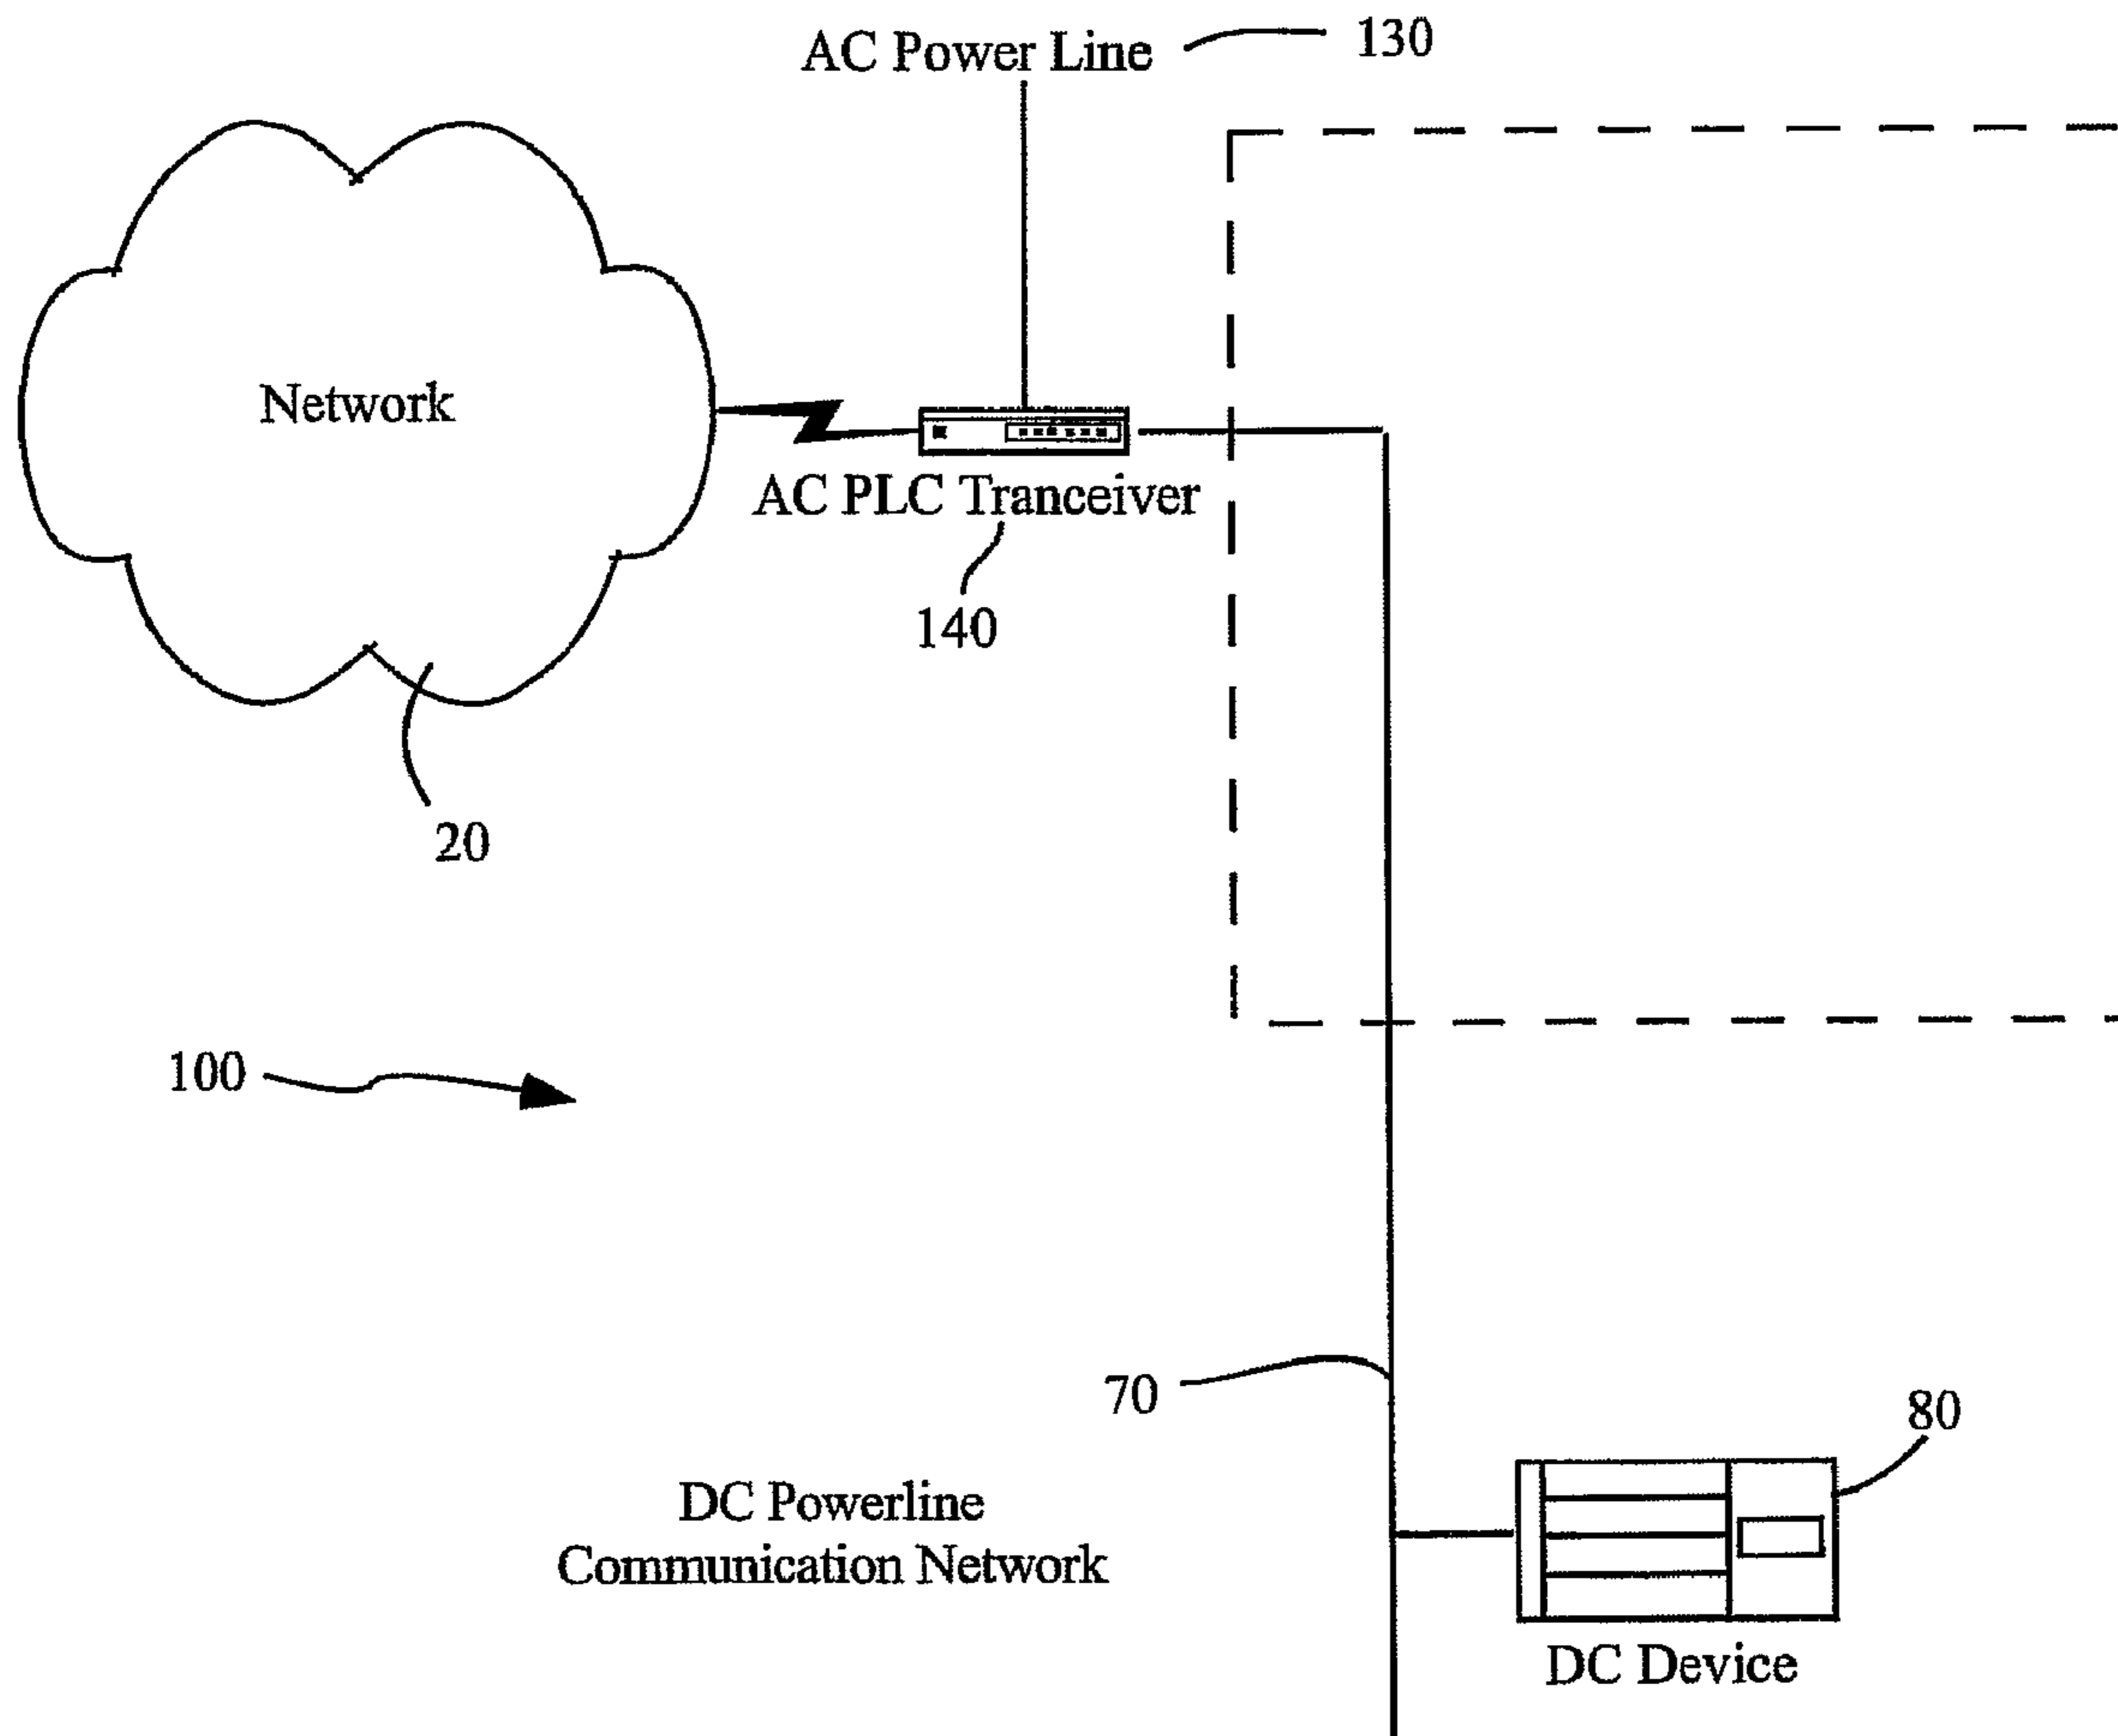 AC Power Line
130
Network
AC PLC Tranceiver
140
20
100
70
80
DC Powerline
Communication Network
DC Device